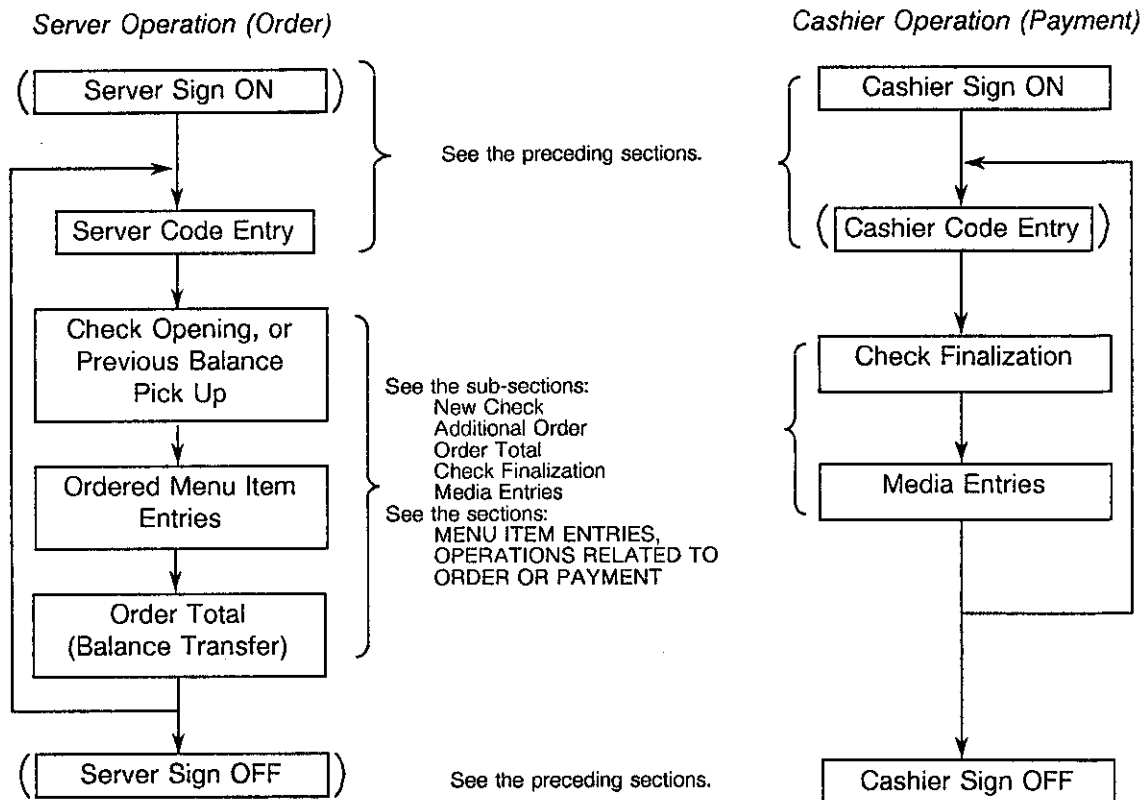 Server Operation (Order)
Cashier Operation (Payment)
( Server Sign ON )
Cashier Sign ON
See the preceding sections.
Server Code Entry
( Cashier Code Entry )
Check Opening, or
Previous Balance
Pick Up
Check Finalization
See the sub-sections:
New Check
Additional Order
Order Total
Check Finalization
Media Entries
See the sections:
MENU ITEM ENTRIES,
OPERATIONS RELATED TO
ORDER OR PAYMENT
Ordered Menu Item
Entries
Media Entries
Order Total
(Balance Transfer)
( Server Sign OFF )
See the preceding sections.
Cashier Sign OFF